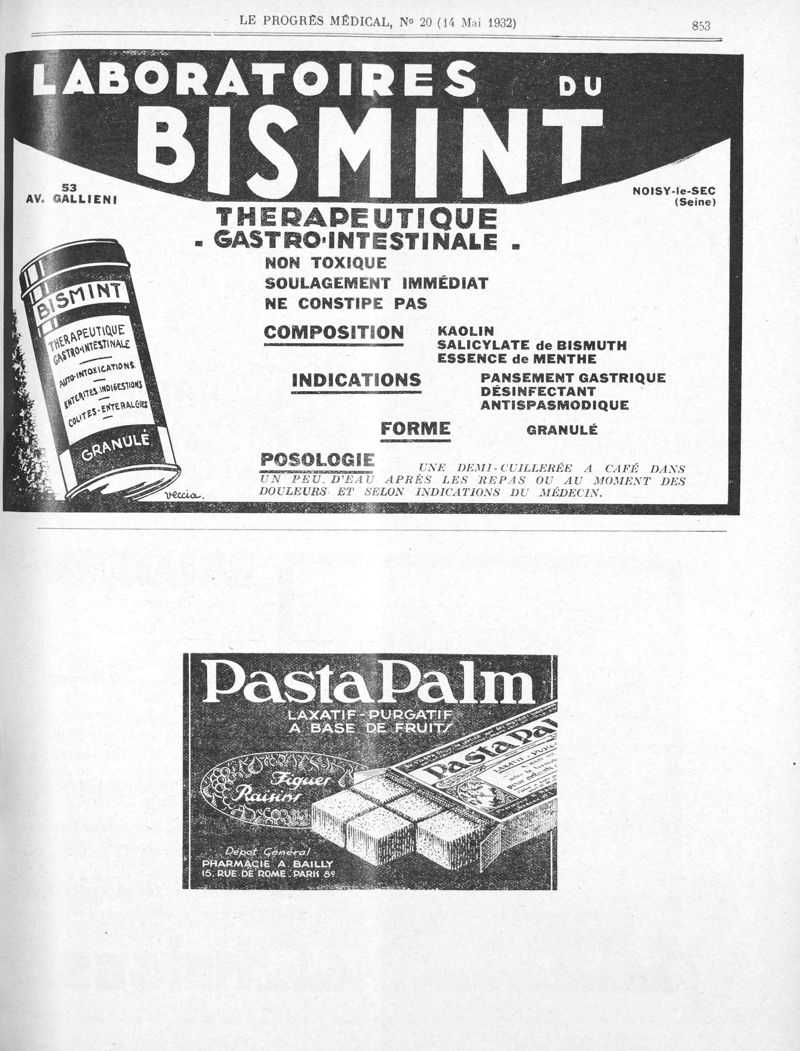 LE PROGRÈS MÉDICAL, Nº 20 (14 Mai 1932)
853
LABORATOIRES DU
BISMINT
53
AV. GALLIENI
NOISY-le-SEC
(Seine)
THERAPEUTIQUE
- GASTRO-INTESTINALE -
NON TOXIQUE
SOULAGEMENT IMMÉDIAT
NE CONSTIPE PAS
COMPOSITION
KAOLIN
SALICYLATE de BISMUTH
ESSENCE de MENTHE
INDICATIONS
PANSEMENT GASTRIQUE
DÉSINFECTANT
ANTISPASMODIQUE
FORME
GRANULÉ
POSOLOGIE UNE DEMI-CUILLERÉE A CAFÉ DANS
UN PEU D'EAU APRÈS LES REPAS OU AU MOMENT DES
DOULEURS ET SELON INDICATIONS DU MÉDECIN.
BISMINT
THERAPEUTIQUE
GASTRO-INTESTINALE
AUTO-INTOXICATIONS
ENTERITES-INDIGESTIONS
COLITES-ENTERALGIES
GRANULÉ
veccia.
PastaPalm
LAXATIF-PURGATIF
A BASE DE FRUITS
Figues
Raisins
PastaPal
LAXATIF-PURG
Dépot Général
PHARMACIE A. BAILLY
15, RUE DE ROME. PARIS 8e